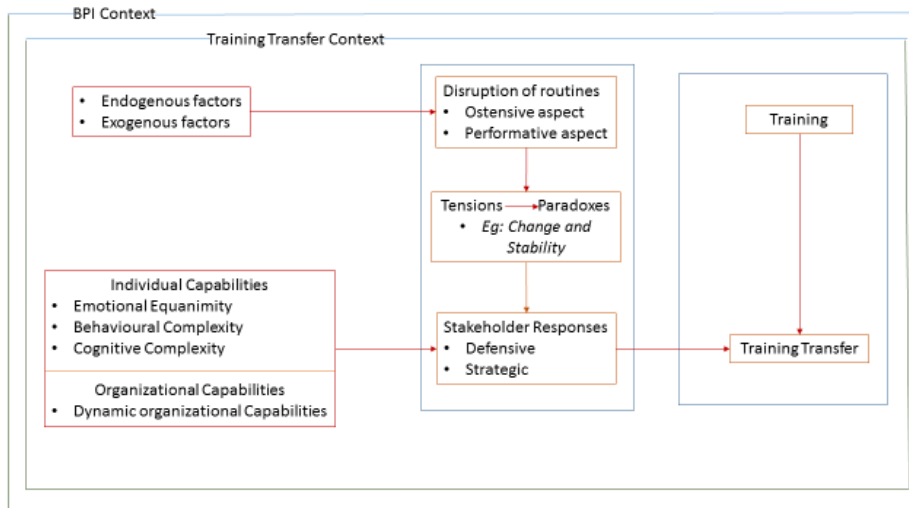 BPI Context
Training Transfer Context
• Endogenous factors
• Exogenous factors
Disruption of routines
• Ostensive aspect
• Performative aspect
Training
Tensions Paradoxes
• Eg: Change and
Stability
Individual Capabilities
• Emotional Equanimity
• Behavioural Complexity
• Cognitive Complexity
Organizational Capabilities
• Dynamic organizational Capabilities
Stakeholder Responses
• Defensive
• Strategic
Training Transfer